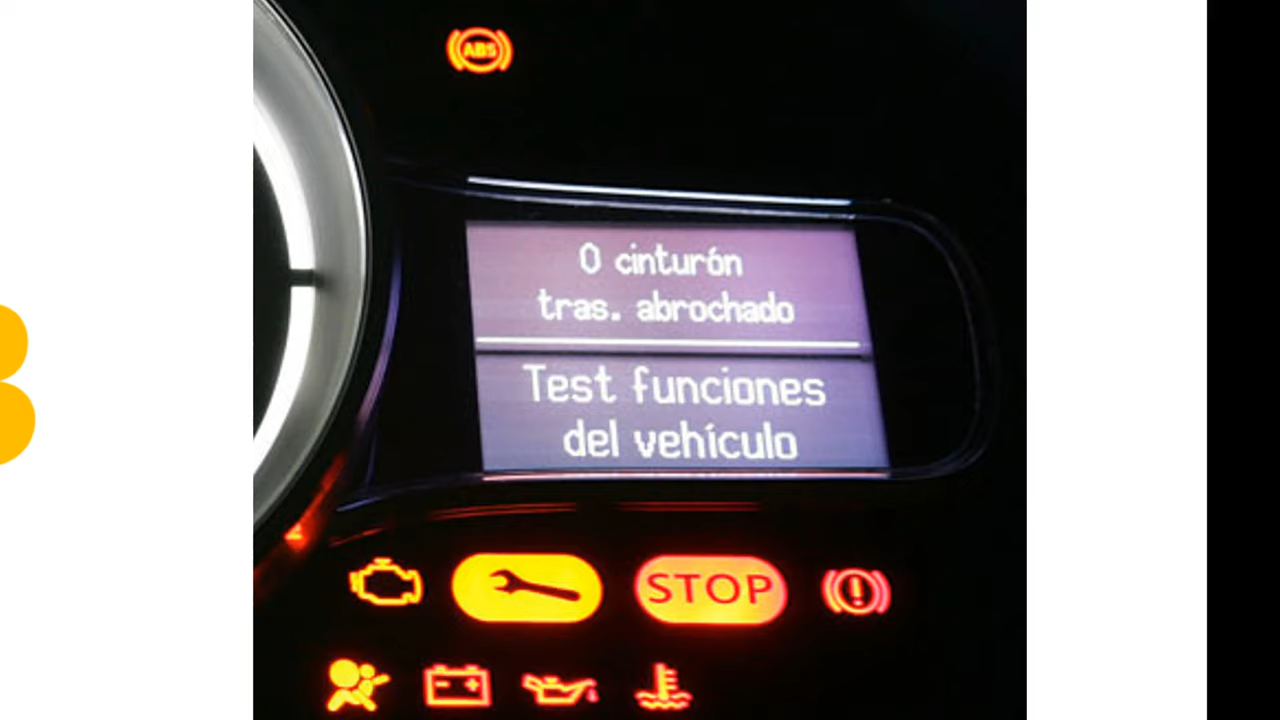 ABS
0 cinturón
tras. abrochado
Test funciones
del vehículo
STOP